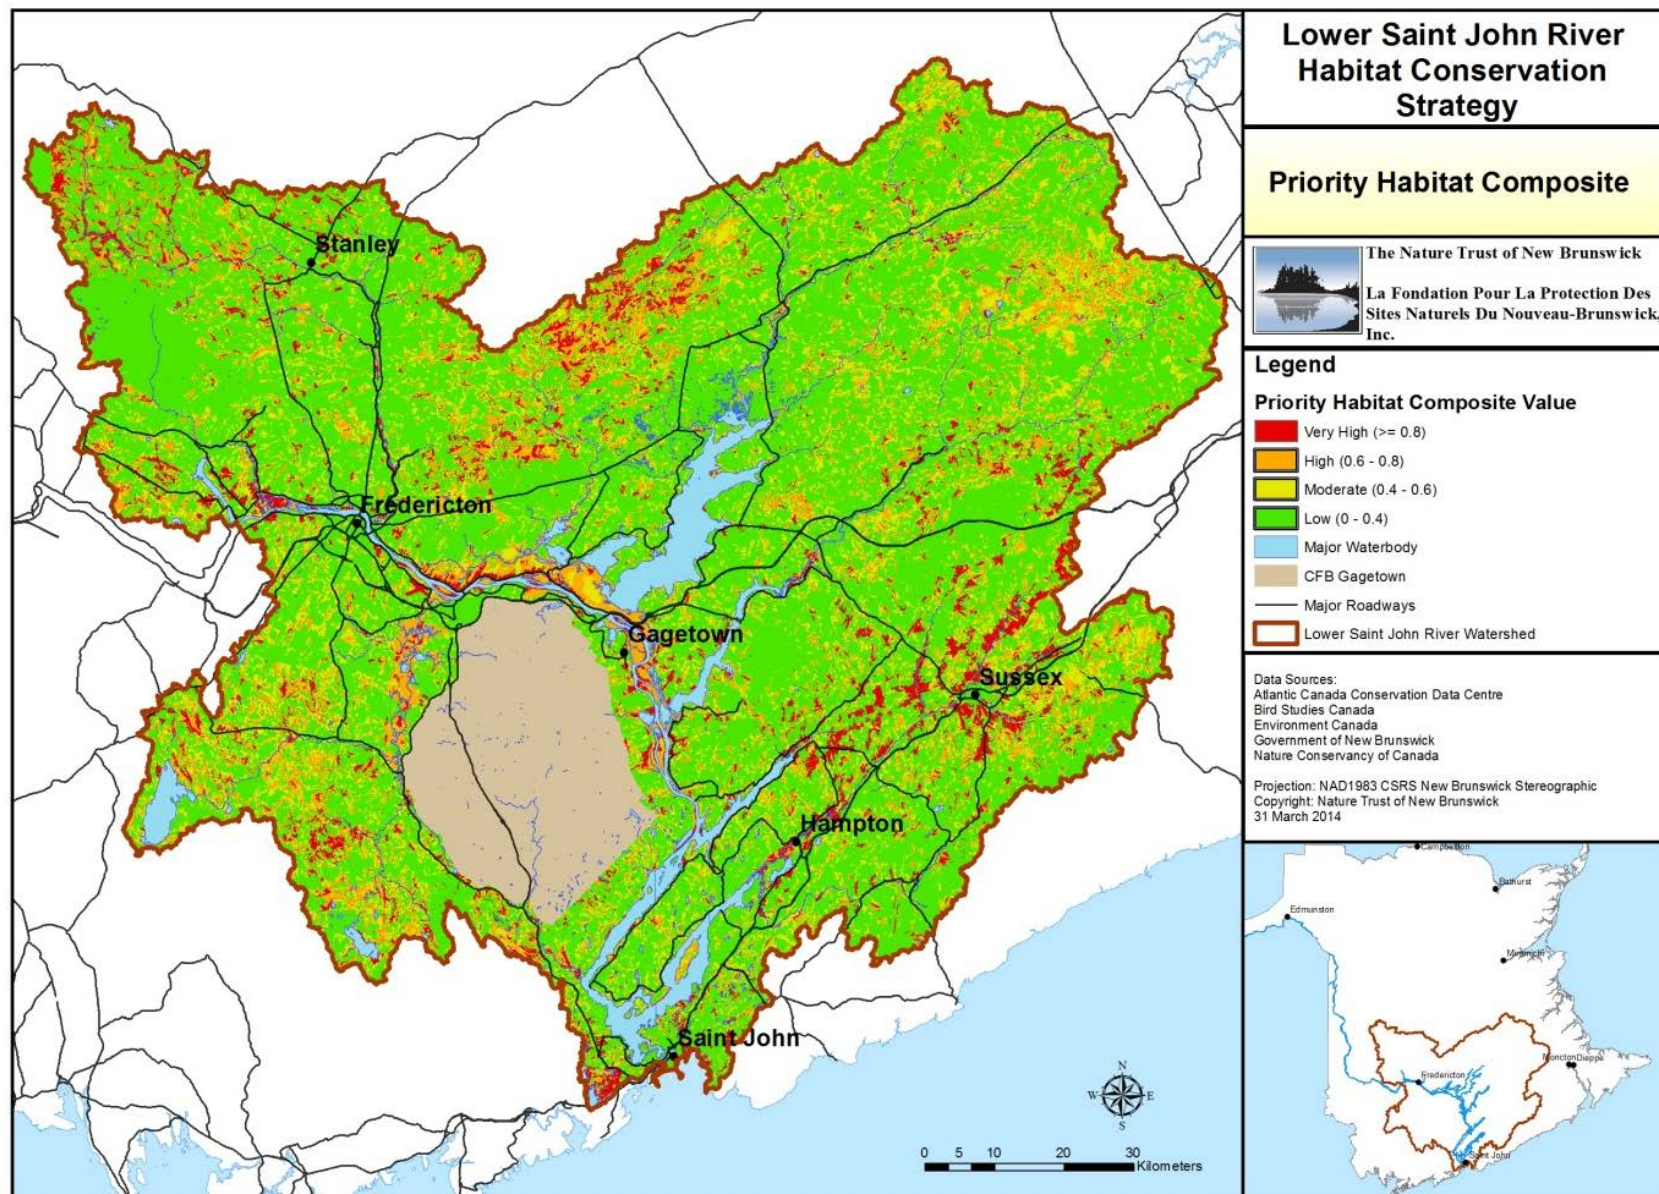 Lower Saint John River
Habitat Conservation
Strategy
Priority Habitat Composite
The Nature Trust of New Brunswick
La Fondation Pour La Protection Des
Sites Naturels Du Nouveau-Brunswick,
Inc.
Legend
Priority Habitat Composite Value
Very High (>= 0.8)
High (0.6 - 0.8)
Moderate (0.4 - 0.6)
Low (0 - 0.4)
Major Waterbody
CFB Gagetown
Major Roadways
Lower Saint John River Watershed
Data Sources:
Atlantic Canada Conservation Data Centre
Bird Studies Canada
Environment Canada
Government of New Brunswick
Nature Conservancy of Canada
Projection: NAD1983 CSRS New Brunswick Stereographic
Copyright: Nature Trust of New Brunswick
31 March 2014
Stanley
Fredericton
Gagetown
Sussex
Hampton
Saint John
N
W E
S
0 5 10 20 30
Kilometers
Campbellton
Bathurst
Edmunston
Miramichi
Moncton Dieppe
Fredericton
Saint John